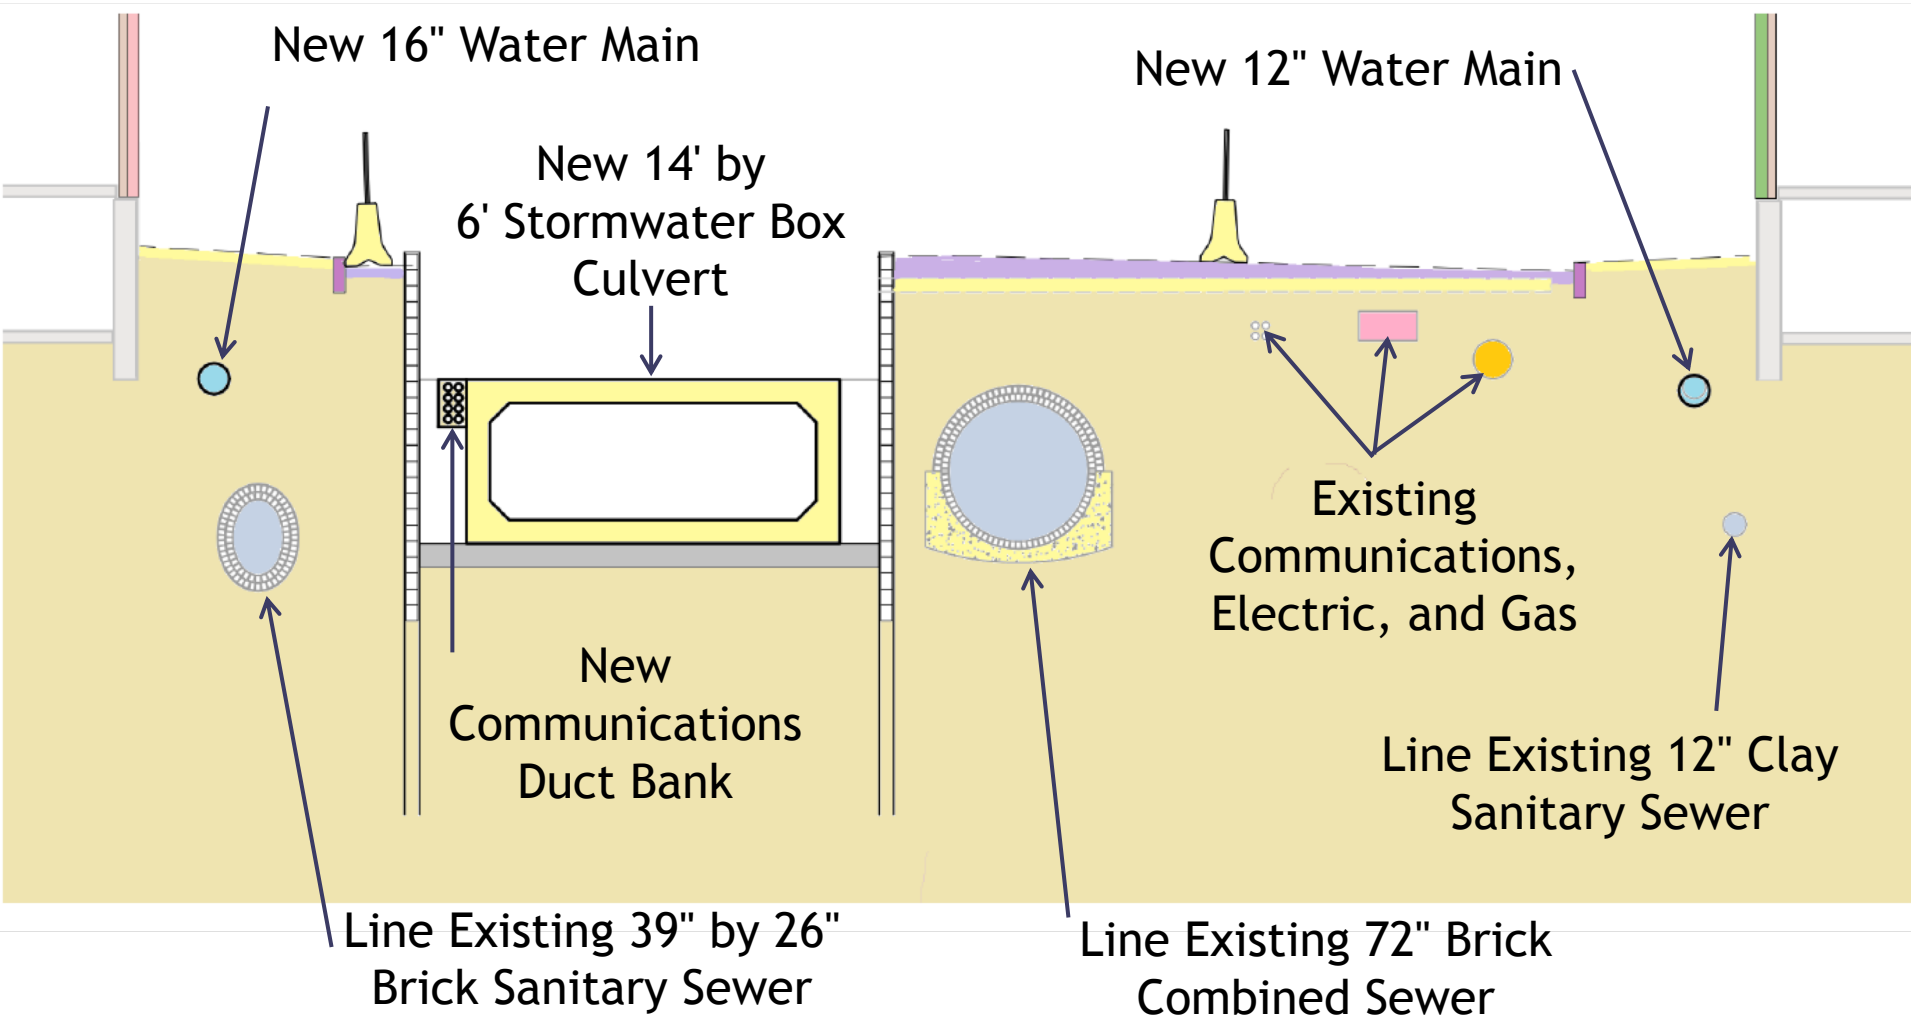 New 16" Water Main
New 12" Water Main
New 14' by
6' Stormwater Box
Culvert
Existing
Communications,
Electric, and Gas
New
Communications
Duct Bank
Line Existing 12" Clay
Sanitary Sewer
Line Existing 39" by 26"
Brick Sanitary Sewer
Line Existing 72" Brick
Combined Sewer